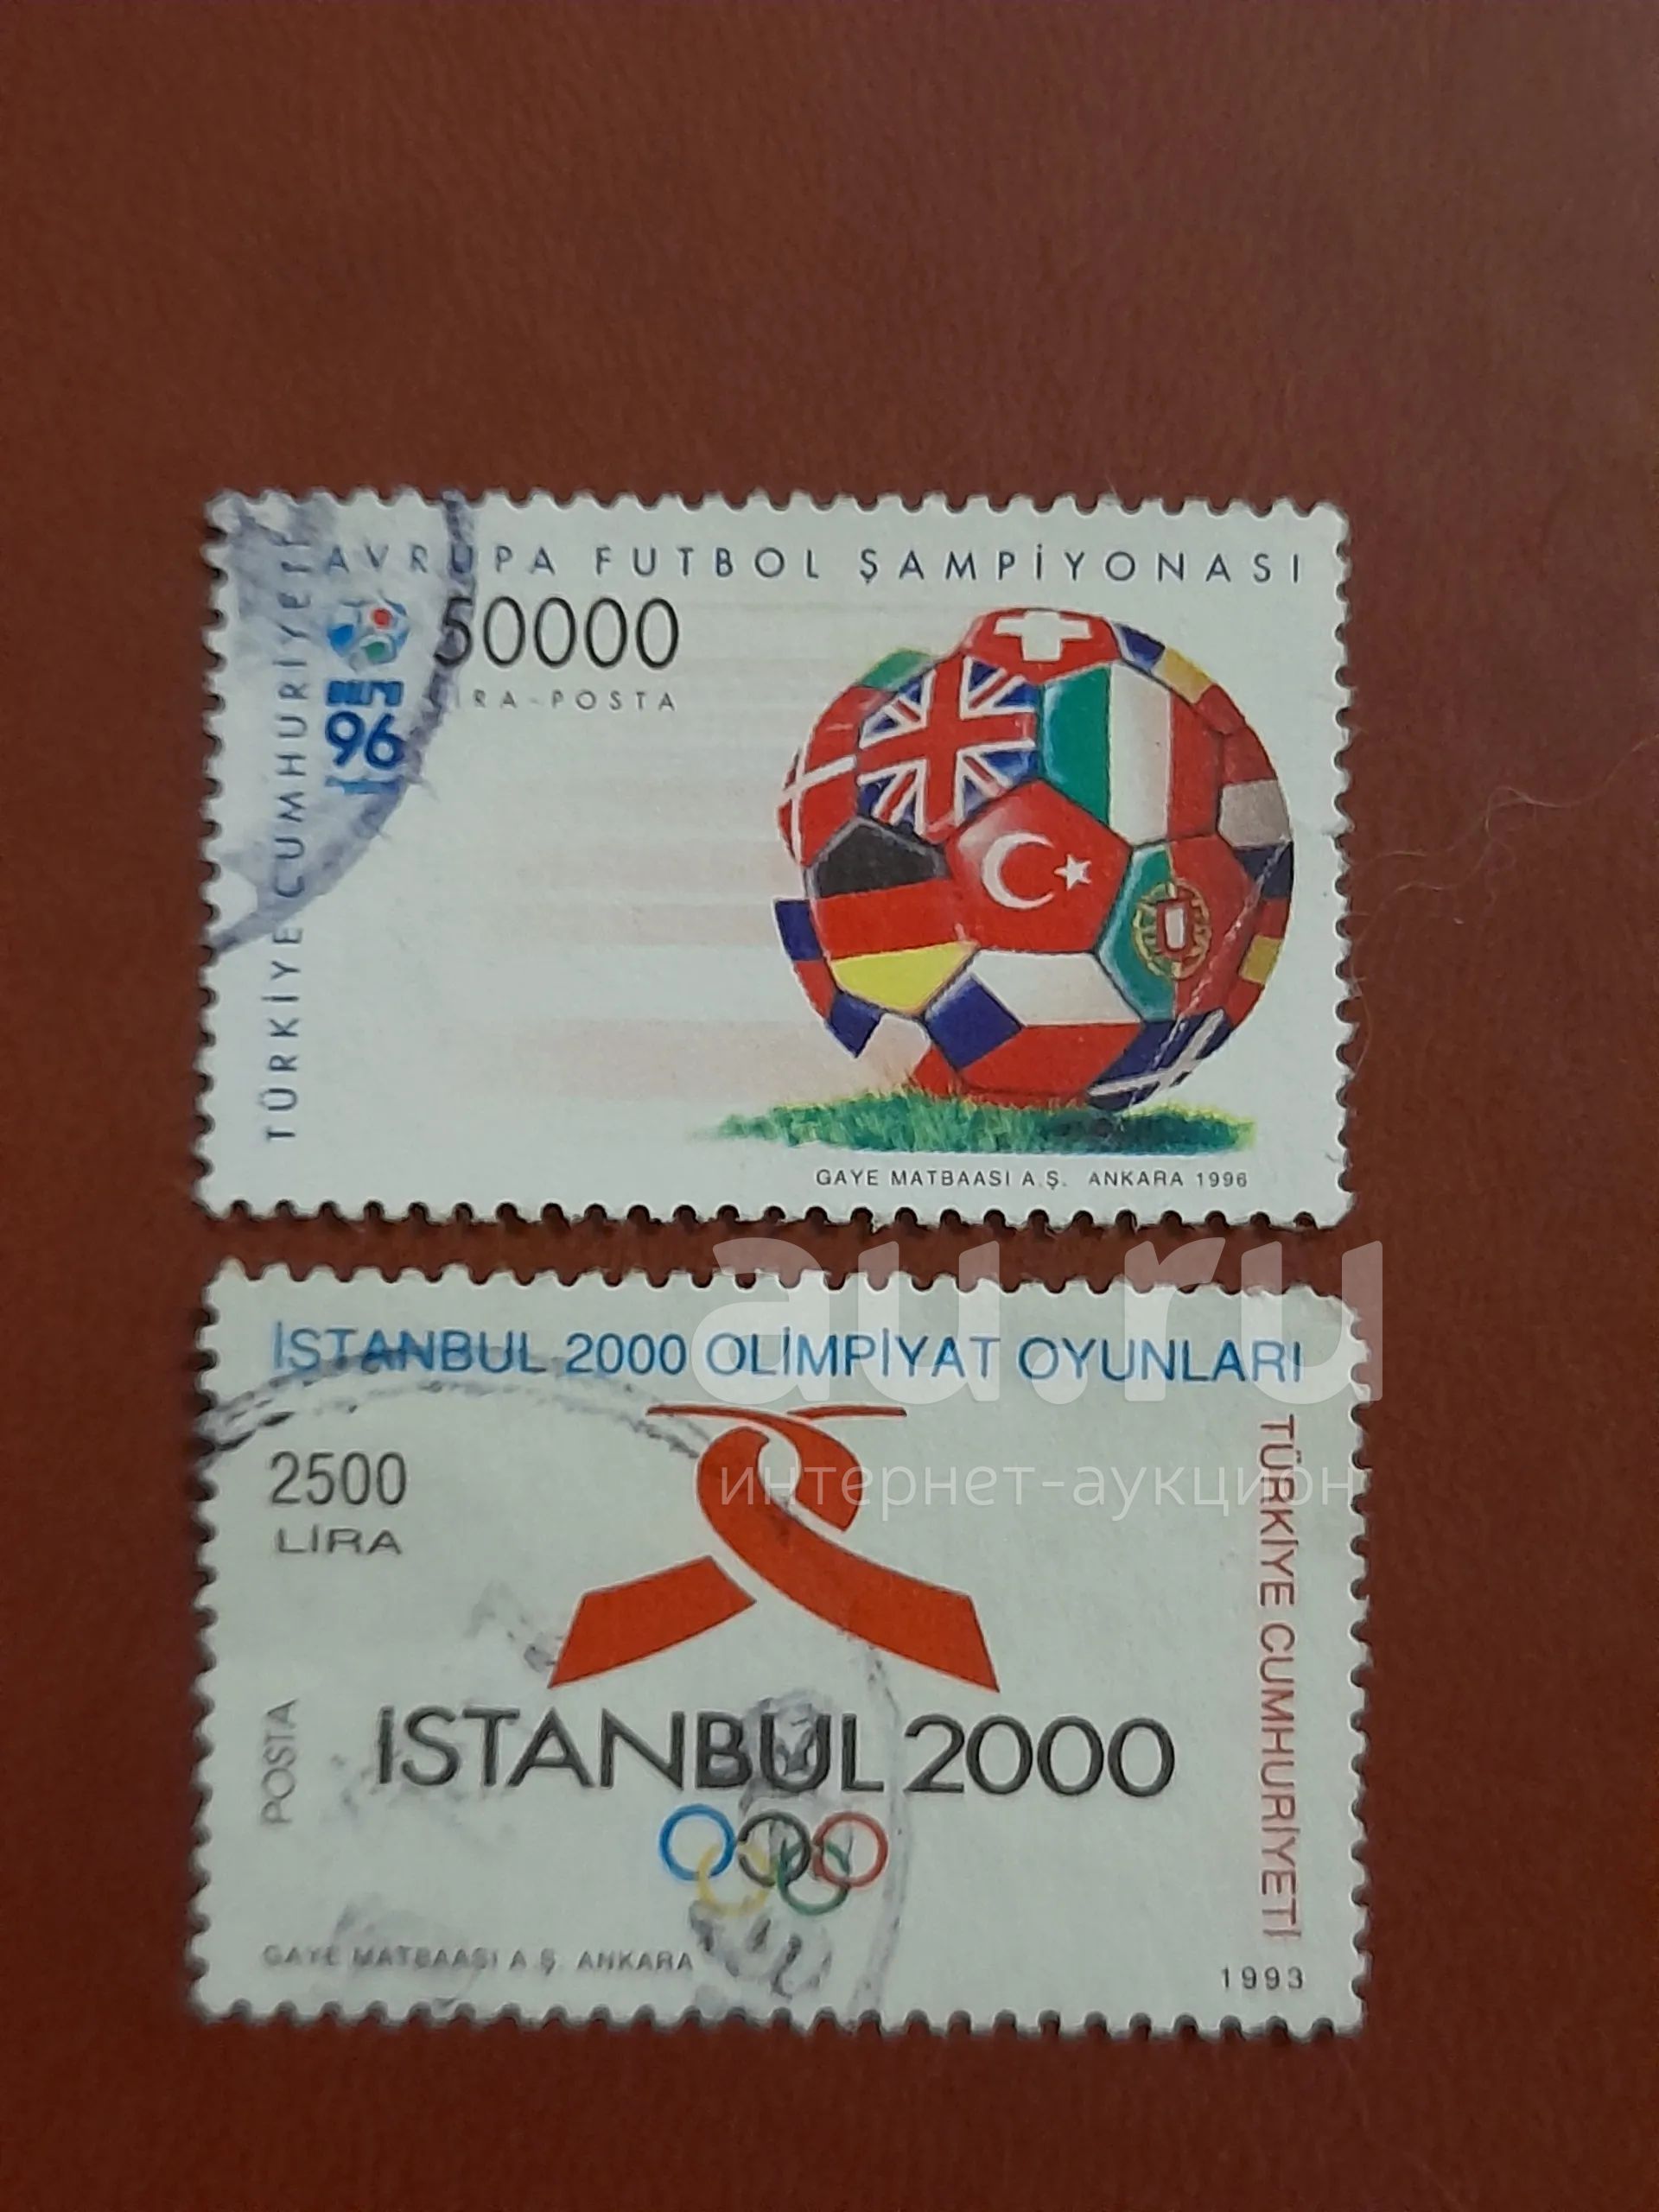 AVRUPA FUTBOL ŞAMPİYONASI
50000
LİRA-POSTA
EURO
96
TÜRKİYE CUMHURİYETİ
GAYE MATBAASI A.Ş. ANKARA 1996
au.ru
интернет-аукцион
İSTANBUL 2000 OLİMPİYAT OYUNLARI
2500
LİRA
TÜRKİYE CUMHURİYETİ
POSTA
İSTANBUL 2000
GAYE MATBAASI A.Ş. ANKARA
1993